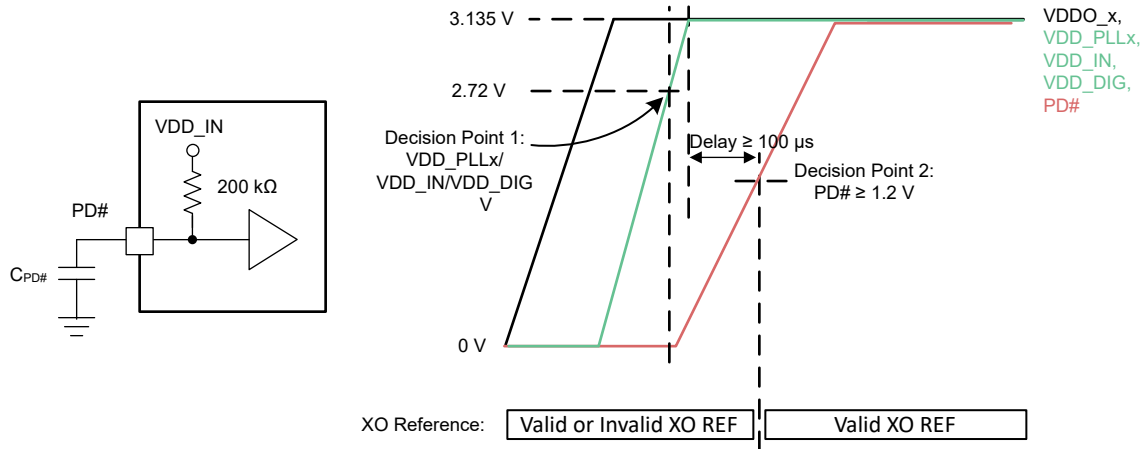 VDD_IN
200 kΩ
PD#
CPD#
3.135 V
2.72 V
0 V
Decision Point 1:
VDD_PLLx/
VDD_IN/VDD_DIG
V
Delay ≥ 100 µs
Decision Point 2:
PD# ≥ 1.2 V
VDDO_x,
VDD_PLLx,
VDD_IN,
VDD_DIG,
PD#
XO Reference:
Valid or Invalid XO REF
Valid XO REF